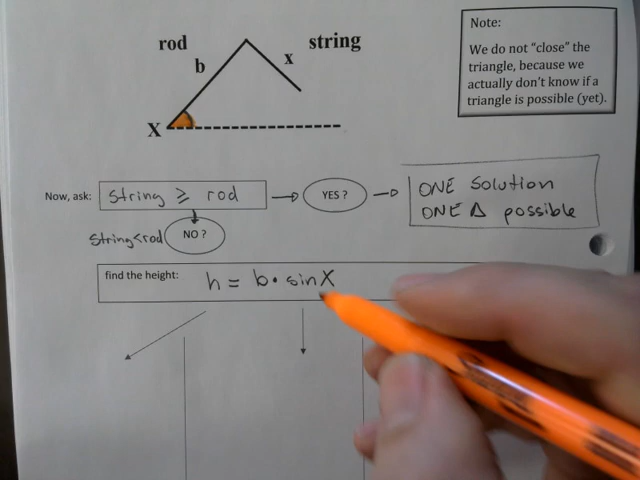 Note:
We do not “close” the
triangle, because we
actually don’t know if a
triangle is possible (yet).
rod
string
b
x
X
Now, ask:
String ≥ rod
YES ?
ONE Solution
ONE Δ possible
String<rod
NO ?
find the height:
h = b • sin X